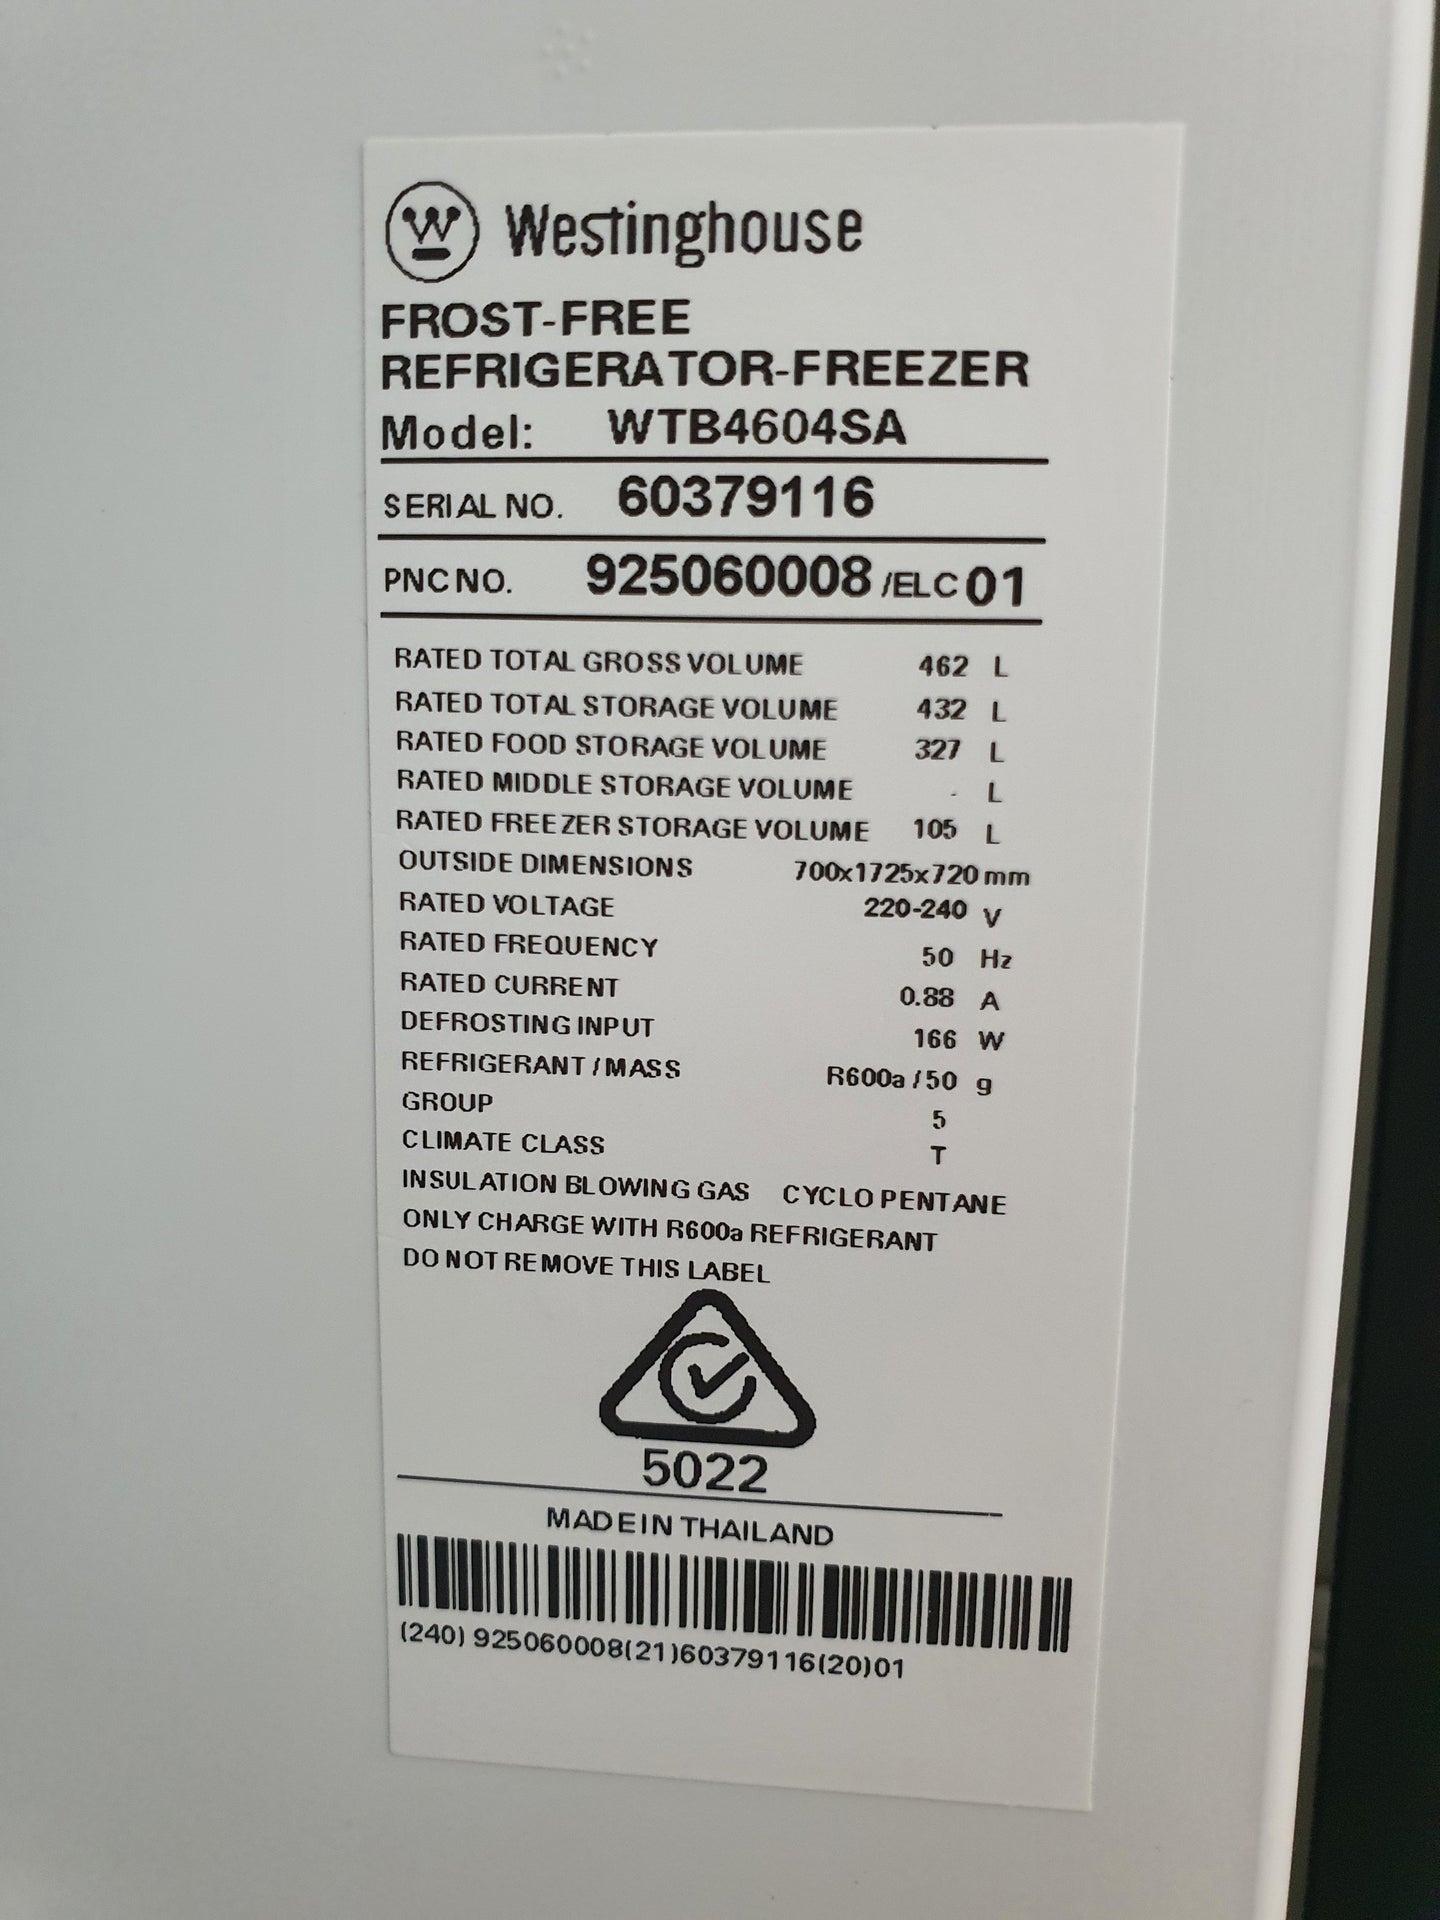 W Westinghouse
FROST-FREE
REFRIGERATOR-FREEZER
Model: WTB4604SA
SERIAL NO. 60379116
PNC NO. 925060008 /ELC 01
RATED TOTAL GROSS VOLUME 462 L
RATED TOTAL STORAGE VOLUME 432 L
RATED FOOD STORAGE VOLUME 327 L
RATED MIDDLE STORAGE VOLUME - L
RATED FREEZER STORAGE VOLUME 105 L
OUTSIDE DIMENSIONS 700x1725x720 mm
RATED VOLTAGE 220-240 V
RATED FREQUENCY 50 Hz
RATED CURRENT 0.88 A
DEFROSTING INPUT 166 W
REFRIGERANT / MASS R600a / 50 g
GROUP 5
CLIMATE CLASS T
INSULATION BLOWING GAS CYCLO PENTANE
ONLY CHARGE WITH R600a REFRIGERANT
DO NOT REMOVE THIS LABEL
5022
MADE IN THAILAND
(240) 925060008(21)60379116(20)01